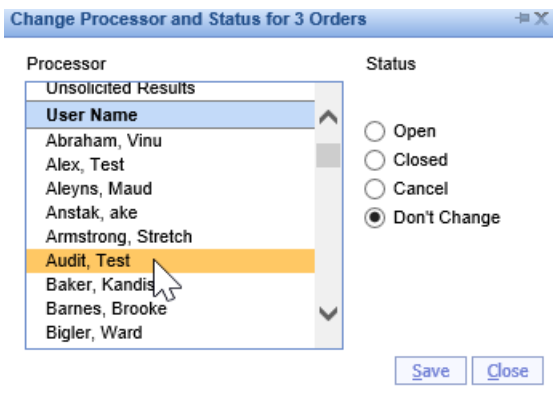 Change Processor and Status for 3 Orders
Processor
Status
Unsolicited Results
User Name
Abraham, Vinu
Alex, Test
Aleyns, Maud
Anstak, ake
Armstrong, Stretch
Audit, Test
Baker, Kandis
Barnes, Brooke
Bigler, Ward
Open
Closed
Cancel
Don't Change
Save
Close